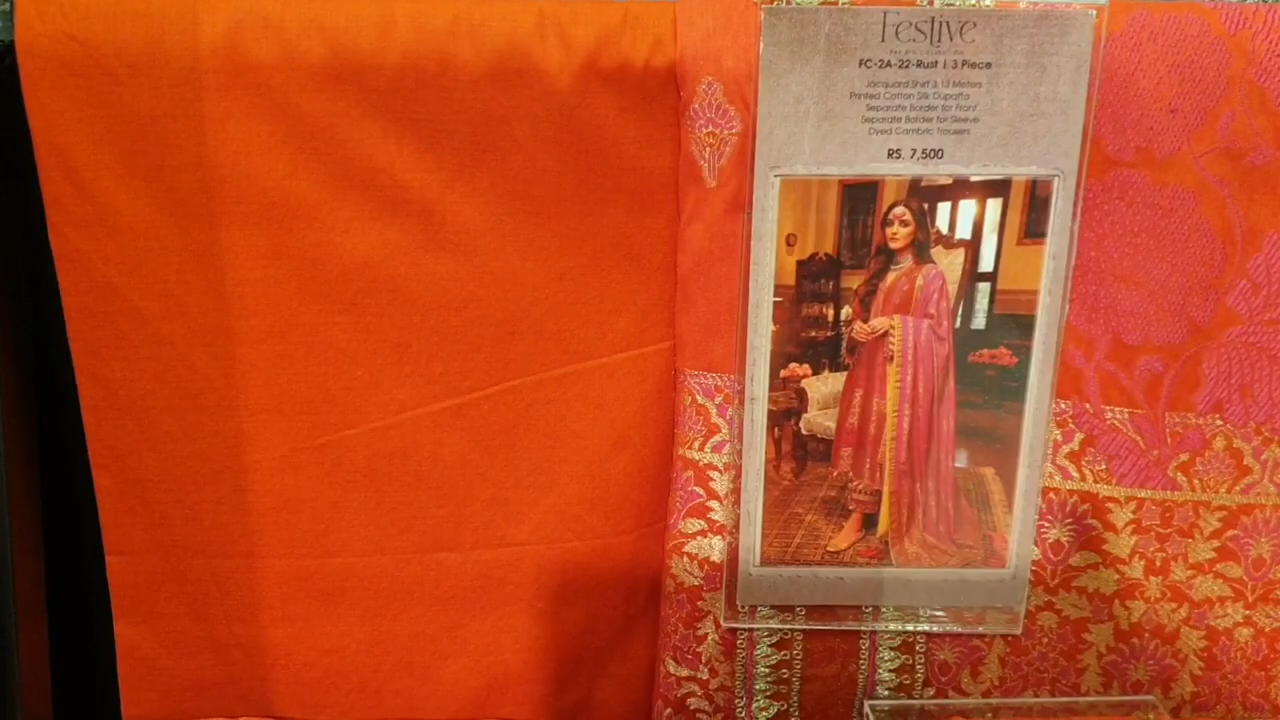 Festive
FC-2A-22-Rust | 3 Piece
Jacquard Shirt 3.13 Meters
Printed Cotton Silk Dupatta
Separate Border for Front
Separate Border for Sleeve
Dyed Cambric Trousers
RS. 7,500